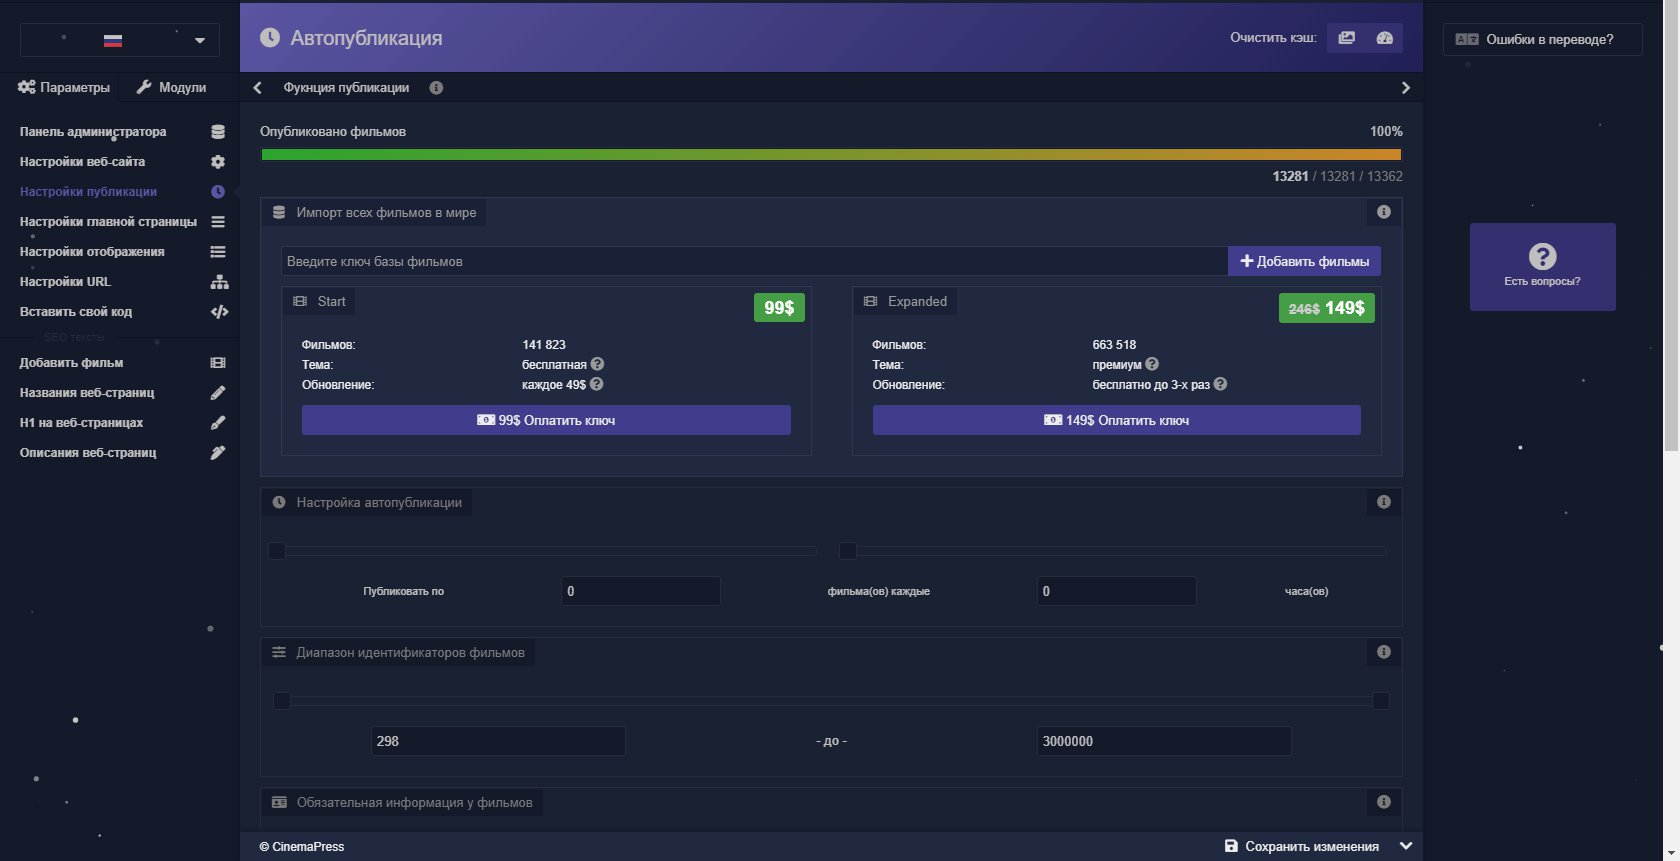 Автопубликация
Очистить кэш:
Ошибки в переводе?
Параметры
Модули
Фукнция публикации
Панель администратора
Настройки веб-сайта
Настройки публикации
Настройки главной страницы
Настройки отображения
Настройки URL
Вставить свой код
SEO тексты
Добавить фильм
Названия веб-страниц
H1 на веб-страницах
Описания веб-страниц
Опубликовано фильмов
100%
13281 / 13281 / 13362
Импорт всех фильмов в мире
Введите ключ базы фильмов
Добавить фильмы
Start
99$
Фильмов: 141 823
Тема: бесплатная
Обновление: каждое 49$
99$ Оплатить ключ
Expanded
246$ 149$
Фильмов: 663 518
Тема: премиум
Обновление: бесплатно до 3-х раз
149$ Оплатить ключ
Настройка автопубликации
Публиковать по 0 фильма(ов) каждые 0 часа(ов)
Диапазон идентификаторов фильмов
298 - до - 3000000
Обязательная информация у фильмов
Есть вопросы?
© CinemaPress
Сохранить изменения